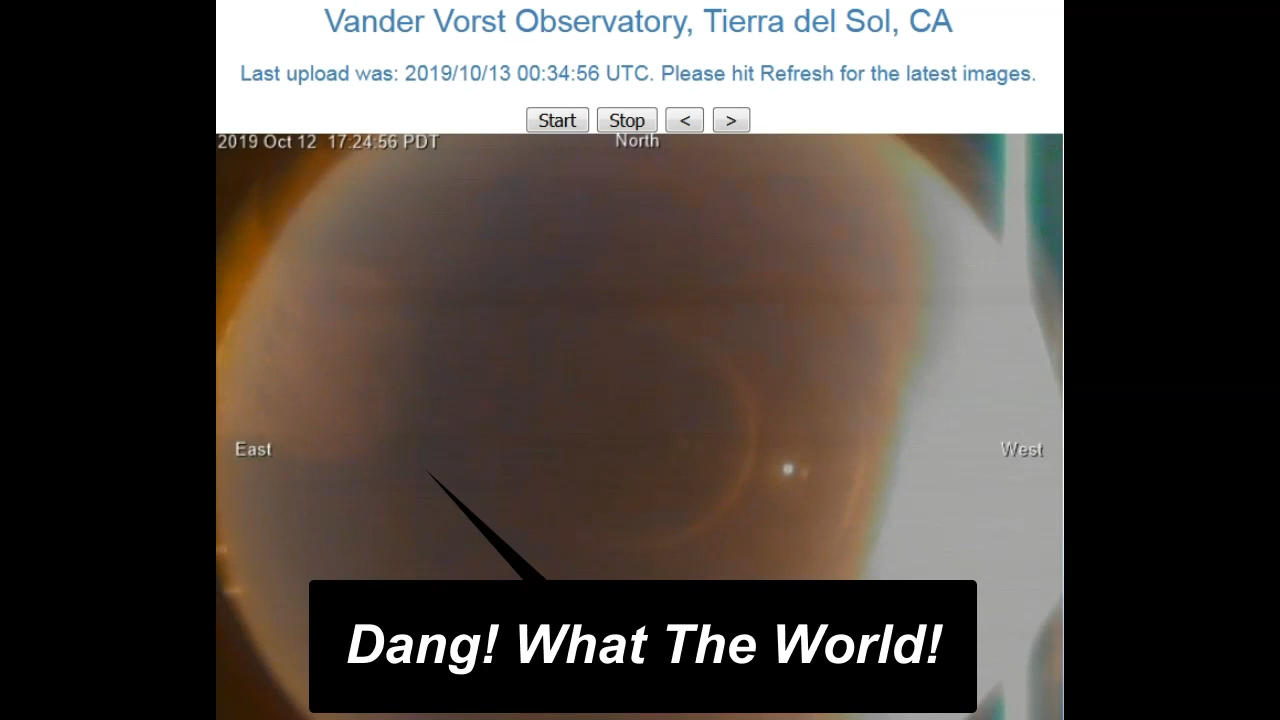 Vander Vorst Observatory, Tierra del Sol, CA
Last upload was: 2019/10/13 00:34:56 UTC. Please hit Refresh for the latest images.
Start Stop < >
2019 Oct 12 17:24:56 PDT
North
East
West
Dang! What The World!